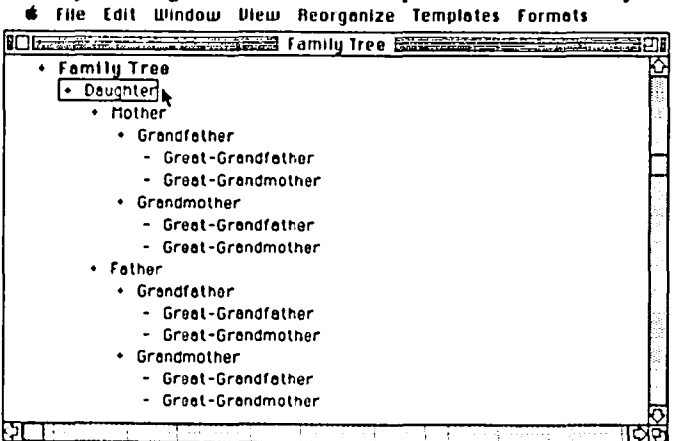 File Edit Window View Reorganize Templates Formats
Family Tree
+ Family Tree
+ Daughter
+ Mother
+ Grandfather
- Great-Grandfather
- Great-Grandmother
+ Grandmother
- Great-Grandfather
- Great-Grandmother
+ Father
+ Grandfather
- Great-Grandfather
- Great-Grandmother
+ Grandmother
- Great-Grandfather
- Great-Grandmother